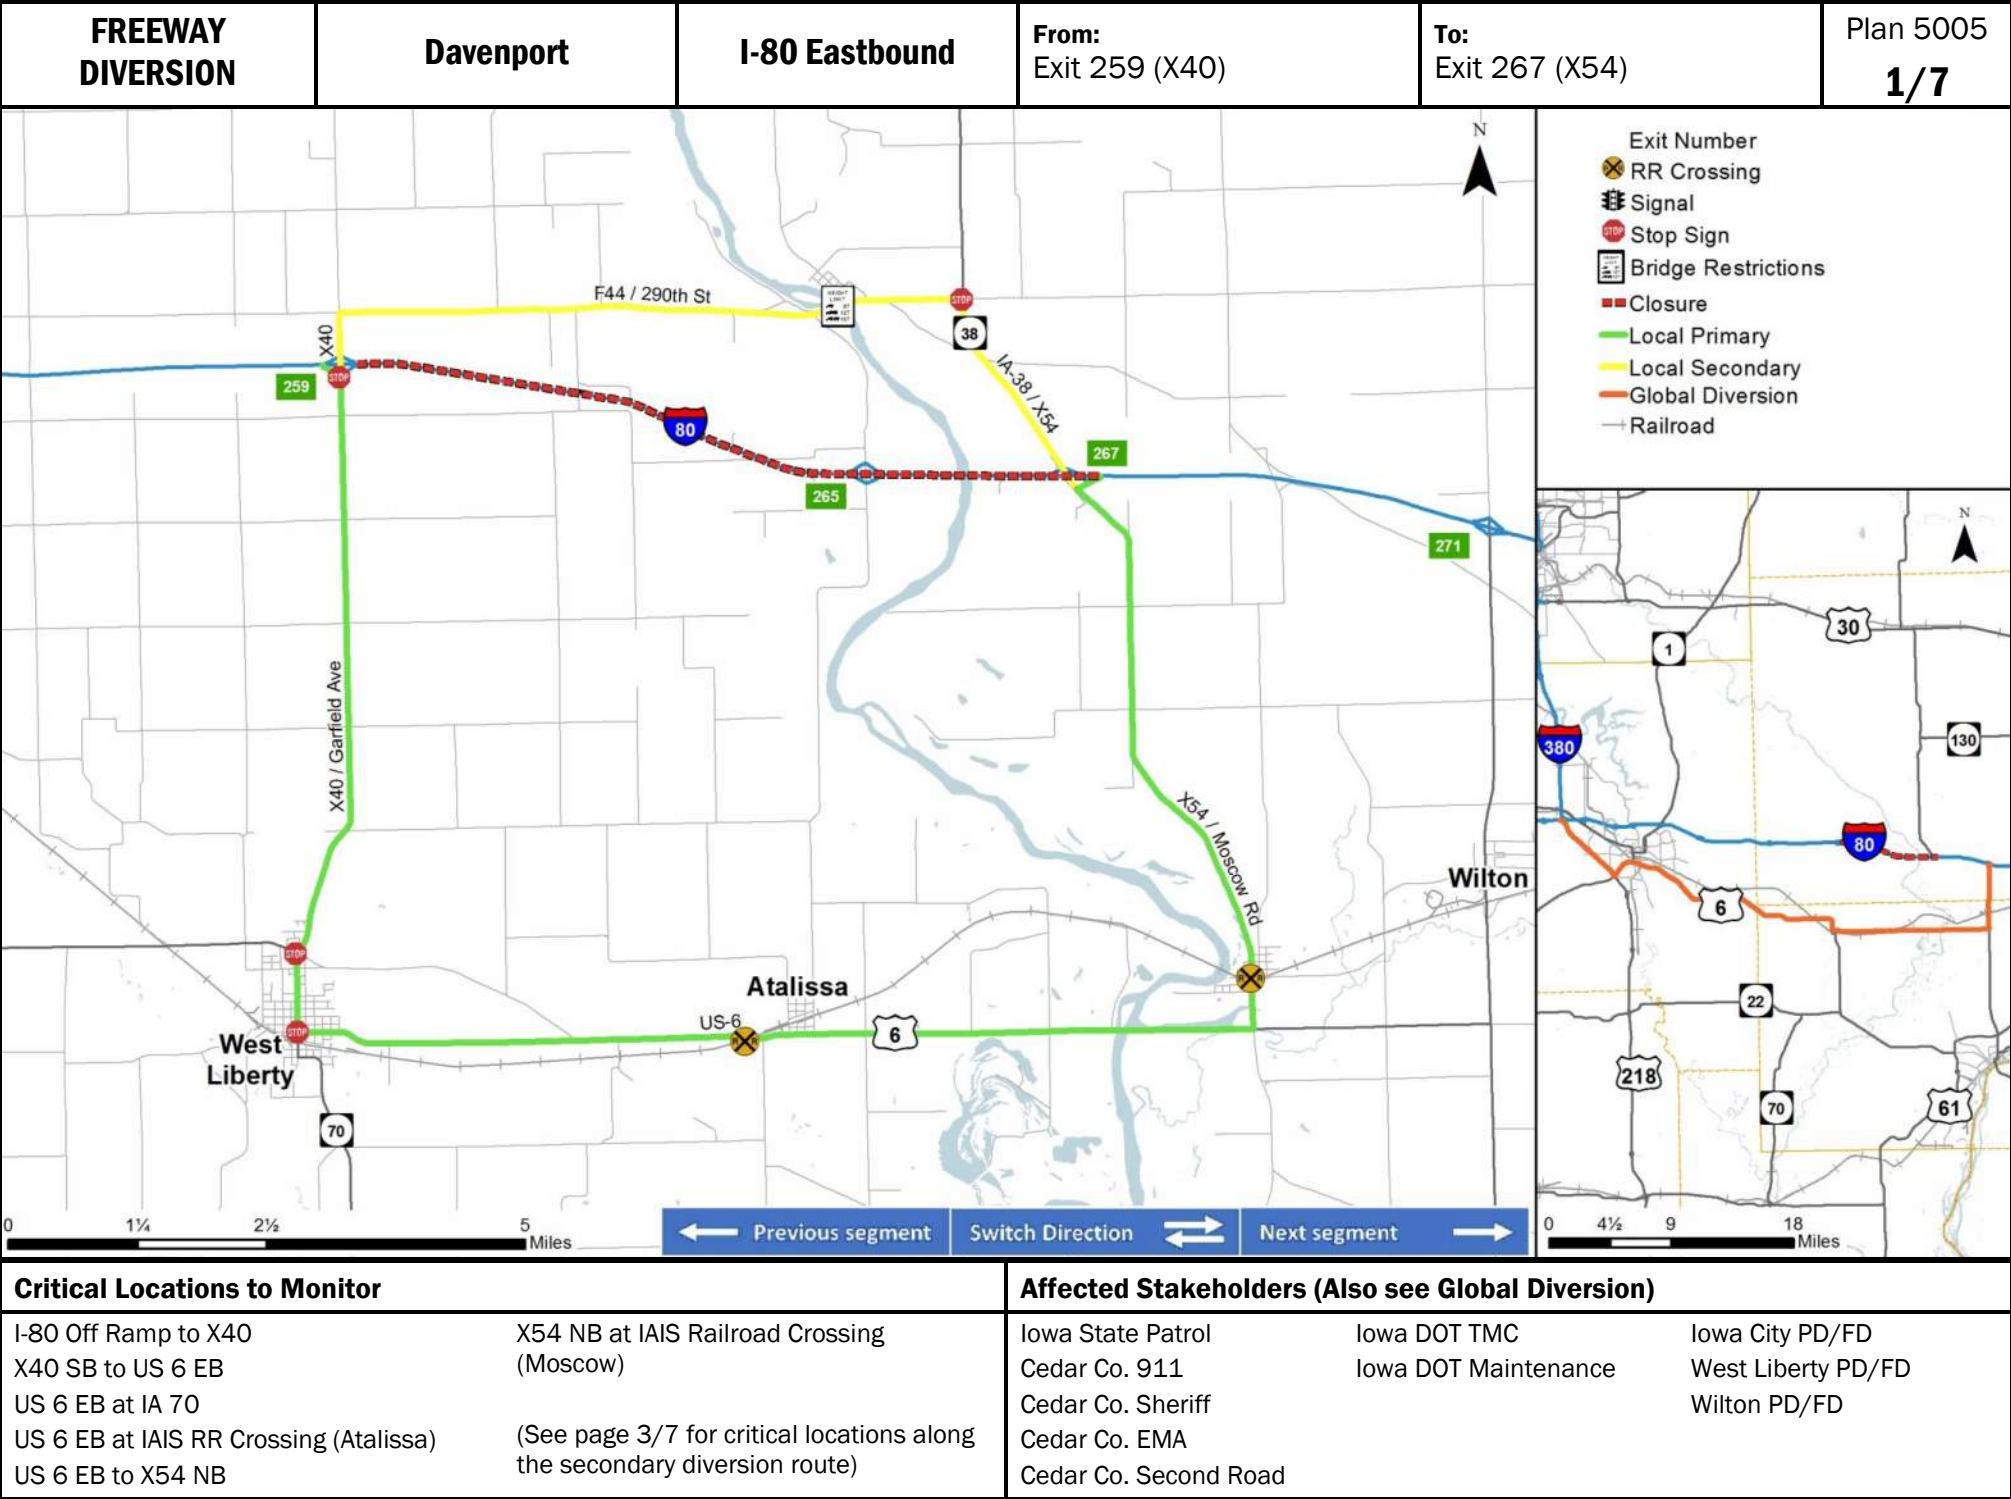 FREEWAY
DIVERSION
Davenport
I-80 Eastbound
From:
Exit 259 (X40)
To:
Exit 267 (X54)
Plan 5005
1/7
N
Exit Number
RR Crossing
Signal
STOP Stop Sign
Bridge Restrictions
Closure
Local Primary
Local Secondary
Global Diversion
Railroad
F44 / 290th St
X40
STOP
259
STOP
38
IA-38 / X54
80
265
267
271
X40 / Garfield Ave
X54 / Moscow Rd
Wilton
STOP
Atalissa
US-6
6
STOP
West
Liberty
70
0
1¼
2½
5
Miles
Previous segment
Switch Direction
Next segment
N
30
1
380
130
80
6
22
218
70
61
0
4½
9
18
Miles
Critical Locations to Monitor
I-80 Off Ramp to X40
X40 SB to US 6 EB
US 6 EB at IA 70
US 6 EB at IAIS RR Crossing (Atalissa)
US 6 EB to X54 NB
X54 NB at IAIS Railroad Crossing
(Moscow)
(See page 3/7 for critical locations along
the secondary diversion route)
Affected Stakeholders (Also see Global Diversion)
Iowa State Patrol
Cedar Co. 911
Cedar Co. Sheriff
Cedar Co. EMA
Cedar Co. Second Road
Iowa DOT TMC
Iowa DOT Maintenance
Iowa City PD/FD
West Liberty PD/FD
Wilton PD/FD